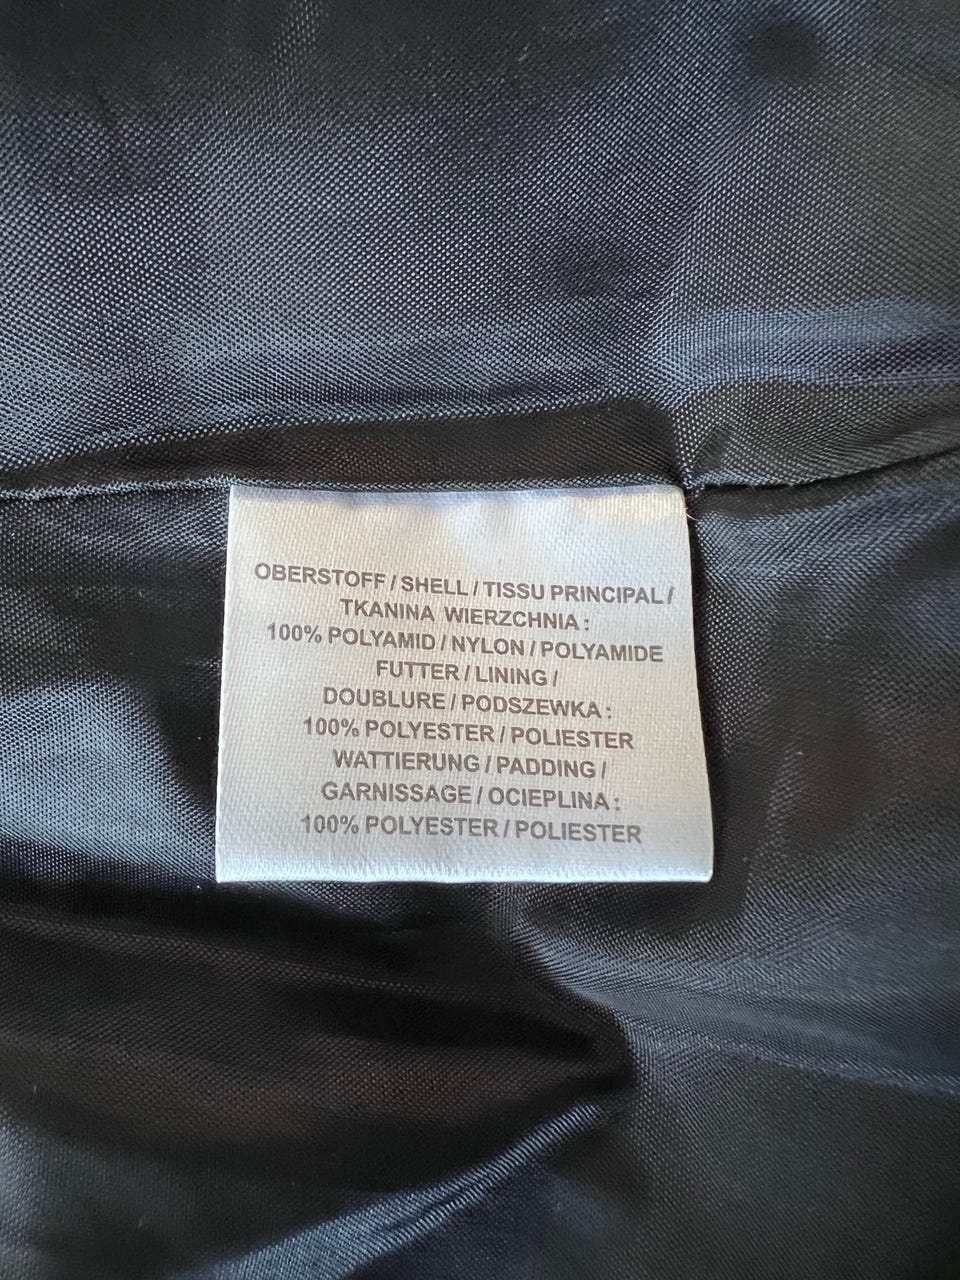 OBERSTOFF / SHELL / TISSU PRINCIPAL /
TKANINA WIERZCHNIA :
100% POLYAMID / NYLON / POLYAMIDE
FUTTER / LINING /
DOUBLURE / PODSZEWKA :
100% POLYESTER / POLIESTER
WATTIERUNG / PADDING /
GARNISSAGE / OCIEPLINA :
100% POLYESTER / POLIESTER